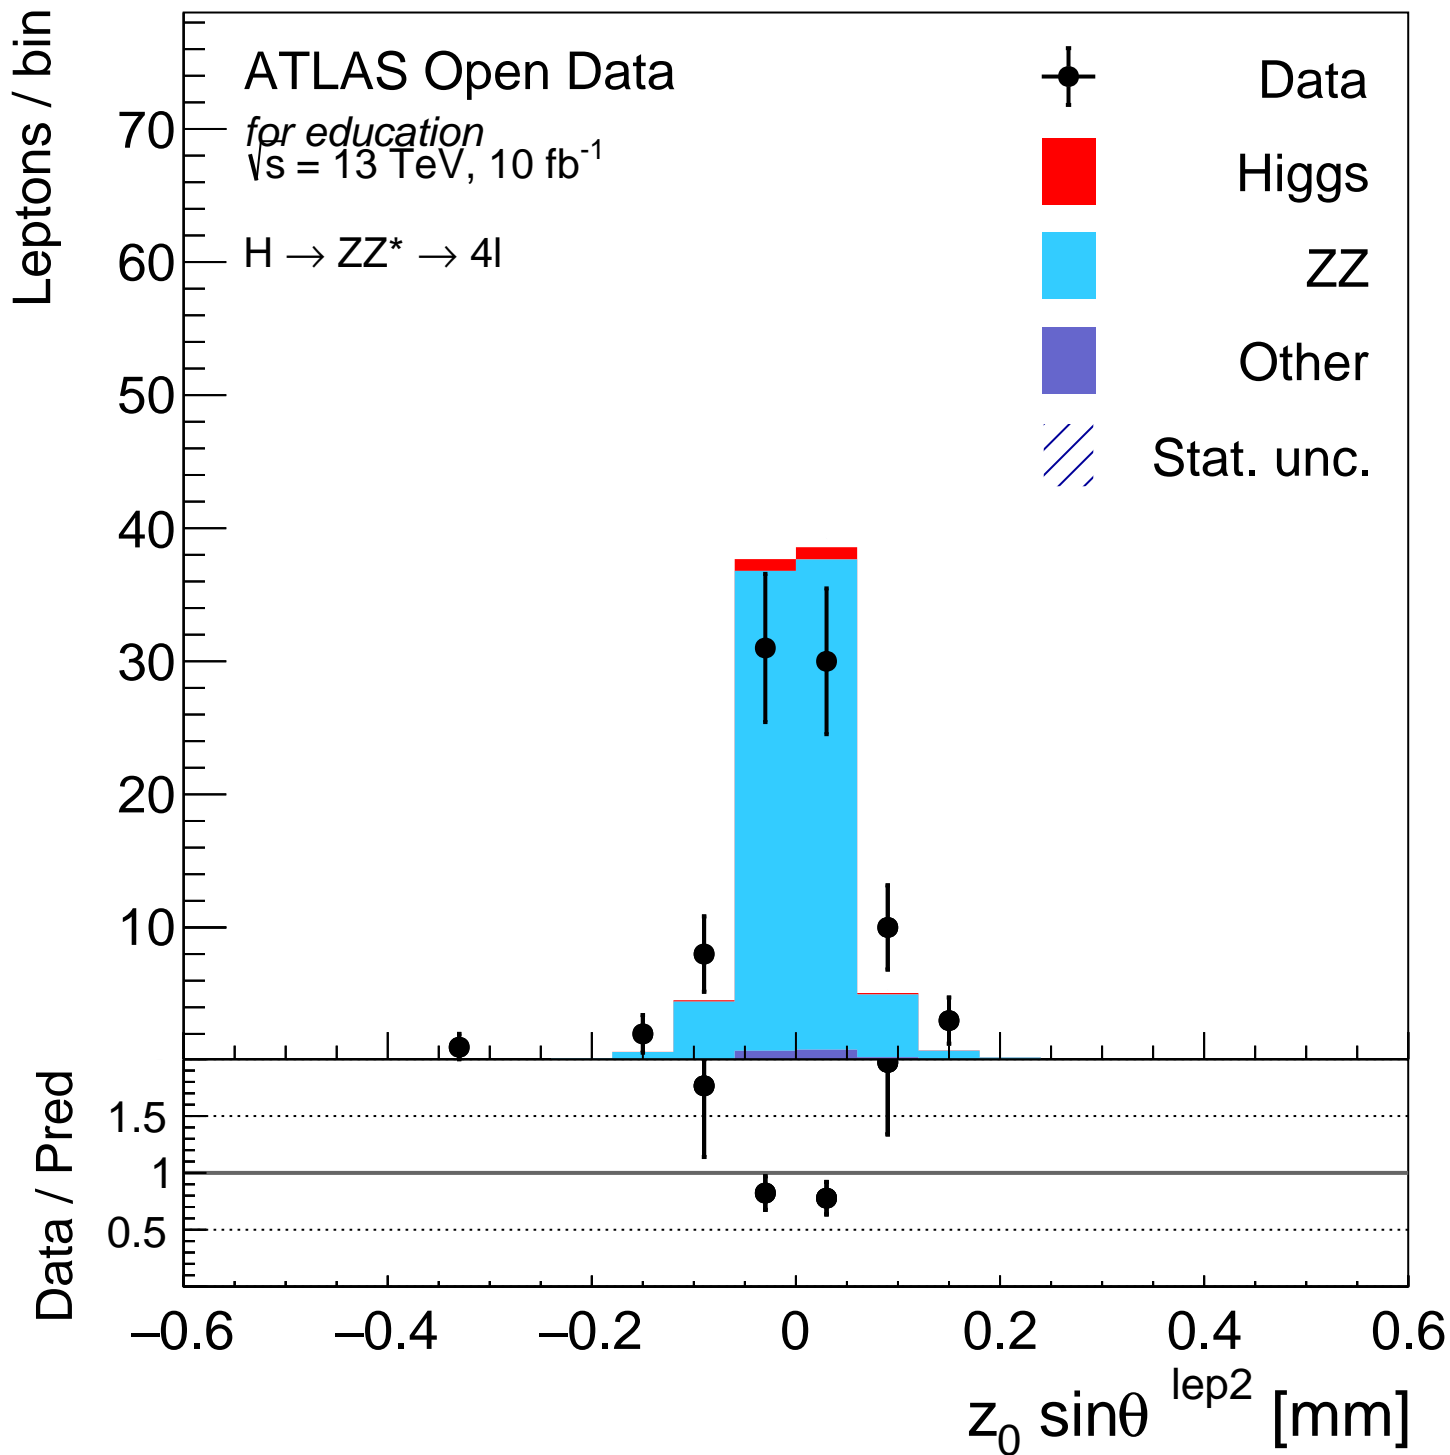 Leptons / bin
ATLAS Open Data
for education
√s = 13 TeV, 10 fb⁻¹
H → ZZ* → 4l
Data
Higgs
ZZ
Other
Stat. unc.
70
60
50
40
30
20
10
Data / Pred
1.5
1
0.5
−0.6 −0.4 −0.2 0 0.2 0.4 0.6
z₀ sinθ ˡᵉᵖ² [mm]